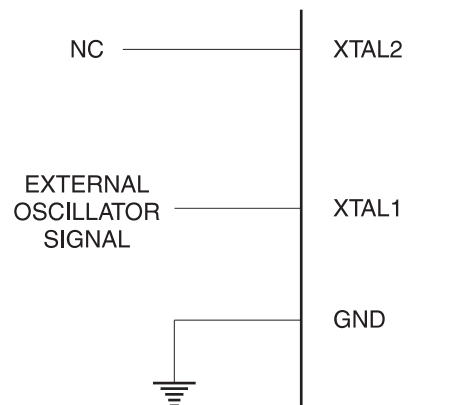 NC XTAL2
EXTERNAL
OSCILLATOR
SIGNAL
XTAL1
GND